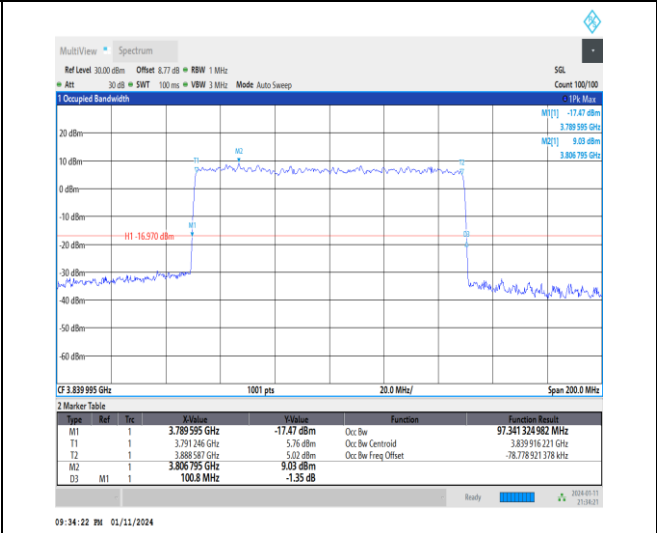 MultiView Spectrum
Ref Level 30.00 dBm Offset 8.77 dB RBW 1 MHz SGL
Att 30 dB SWT 100 ms VBW 3 MHz Mode Auto Sweep Count 100/100
1 Occupied Bandwidth 1Pk Max
M1[1] -17.47 dBm
3.789 595 GHz
20 dBm M2[1] 9.03 dBm
3.806 795 GHz
M2
10 dBm
T1
0 dBm
-10 dBm
M1
H1 -16.970 dBm D3
-20 dBm
-30 dBm
-40 dBm
-50 dBm
-60 dBm
CF 3.839 995 GHz 1001 pts 20.0 MHz/ Span 200.0 MHz
2 Marker Table
Type Ref Trc X-Value Y-Value Function Function Result
M1 1 3.789 595 GHz -17.47 dBm Occ Bw 97.341 324 982 MHz
T1 1 3.791 246 GHz 5.76 dBm Occ Bw Centroid 3.839 916 221 GHz
T2 1 3.888 587 GHz 5.02 dBm Occ Bw Freq Offset -78.778 921 378 kHz
M2 1 3.806 795 GHz 9.03 dBm
D3 M1 1 100.8 MHz -1.35 dB
Ready 2024-01-11
21:34:21
09:34:22 PM 01/11/2024